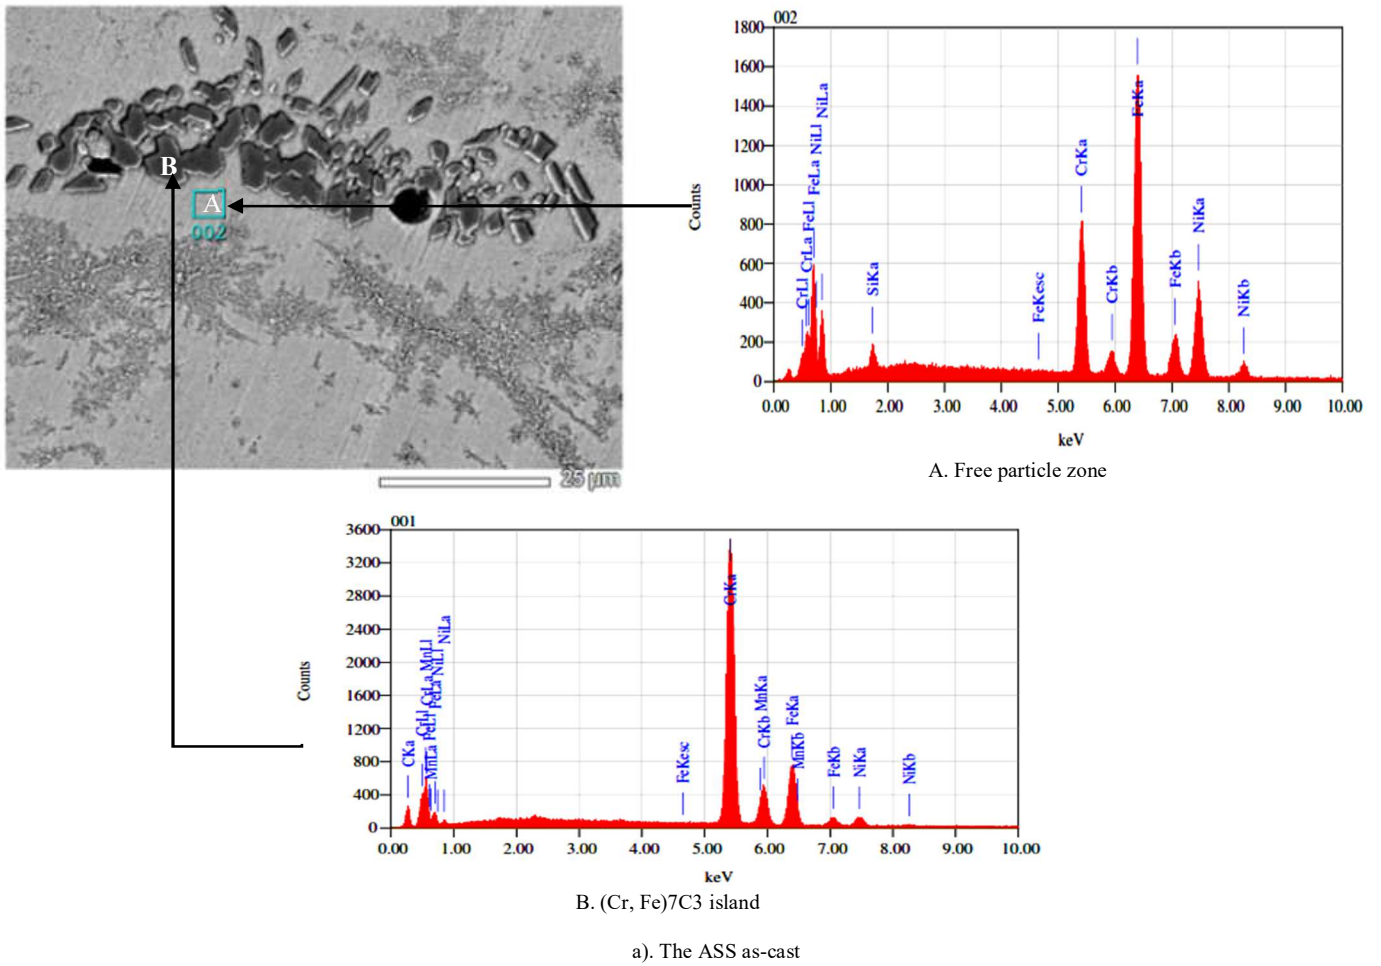 B
A
002
25 µm
002
1800
1600
1400
1200
1000
800
600
400
200
0
Counts
CrLl
CrLa FeLl
FeLa NiLl
NiLa
SiKa
FeKesc
CrKa
CrKb
FeKa
FeKb
NiKa
NiKb
0.00 1.00 2.00 3.00 4.00 5.00 6.00 7.00 8.00 9.00 10.00
keV
A. Free particle zone
001
3600
3200
2800
2400
2000
1600
1200
800
400
0
Counts
CKa
CrLl CrLa MnLl
MnLa FeLl FeLa NiLl
NiLa
FeKesc
CrKa
CrKb MnKa
FeKa
MnKb
FeKb
NiKa
NiKb
0.00 1.00 2.00 3.00 4.00 5.00 6.00 7.00 8.00 9.00 10.00
keV
B. (Cr, Fe)7C3 island
a). The ASS as-cast